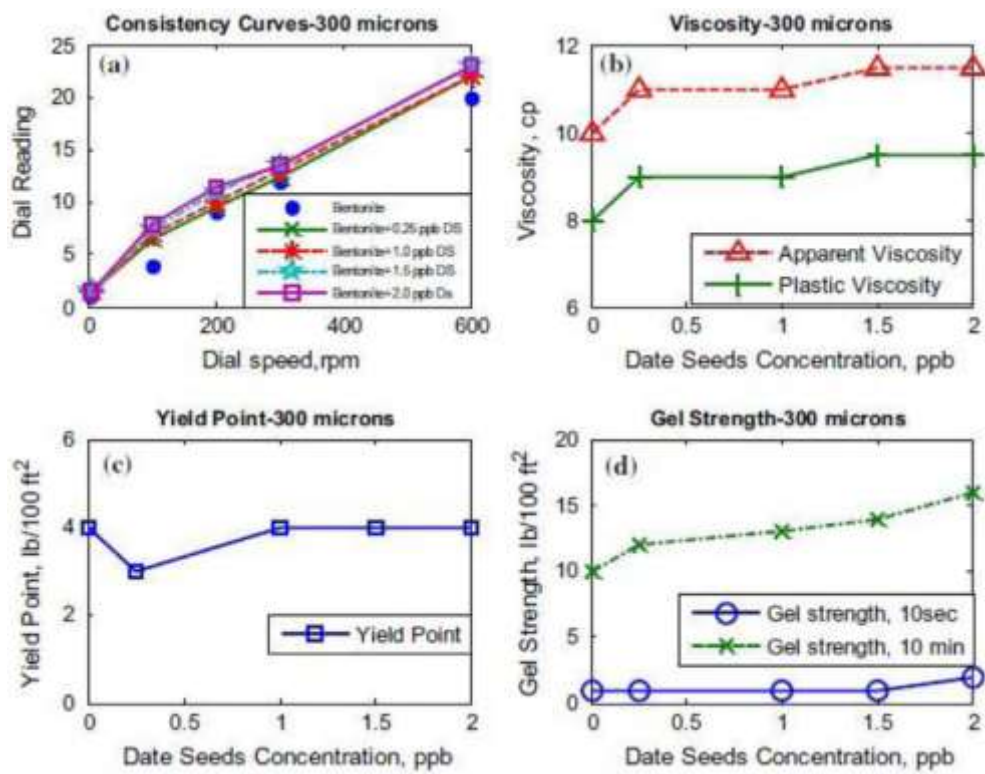 Consistency Curves-300 microns
(a)
25
20
15
10
5
0
Dial Reading
Bentonite
Bentonite+0.25 ppb DS
Bentonite+1.0 ppb DS
Bentonite+1.5 ppb DS
Bentonite+2.0 ppb Ds
0 200 400 600
Dial speed,rpm
Viscosity-300 microns
(b)
12
10
8
6
Viscosity, cp
Apparent Viscosity
Plastic Viscosity
0 0.5 1 1.5 2
Date Seeds Concentration, ppb
Yield Point-300 microns
(c)
6
4
2
0
Yield Point, lb/100 ft²
Yield Point
0 0.5 1 1.5 2
Date Seeds Concentration, ppb
Gel Strength-300 microns
(d)
20
15
10
5
0
Gel Strength, lb/100 ft²
Gel strength, 10sec
Gel strength, 10 min
0 0.5 1 1.5 2
Date Seeds Concentration, ppb